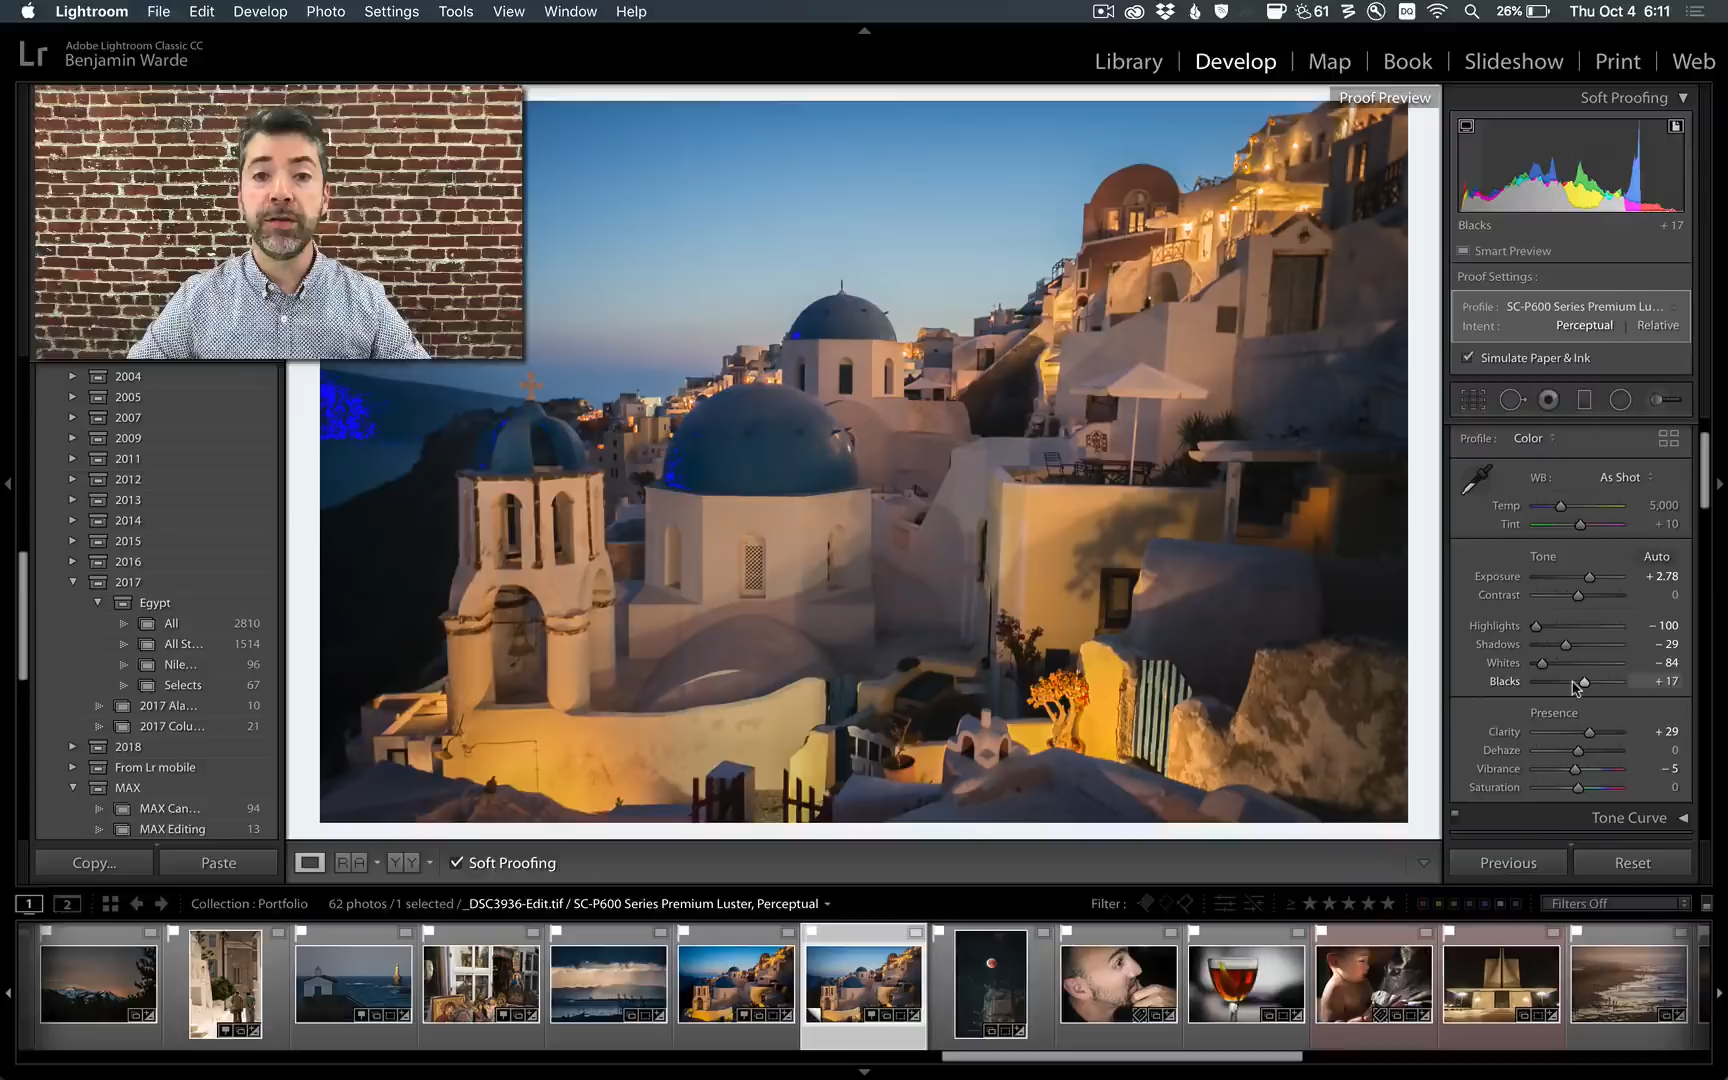 Lightroom File Edit Develop Photo Settings Tools View Window Help
61 DQ 26% Thu Oct 4 6:11
Lr
Adobe Lightroom Classic CC
Benjamin Warde
Library | Develop | Map | Book | Slideshow | Print | Web
Proof Preview
Soft Proofing
Blacks + 17
Smart Preview
Proof Settings :
Profile : SC-P600 Series Premium Lu...
Intent : Perceptual | Relative
Simulate Paper & Ink
Profile : Color
WB : As Shot
Temp 5,000
Tint + 10
Tone Auto
Exposure + 2.78
Contrast 0
Highlights − 100
Shadows − 29
Whites − 84
Blacks + 17
Presence
Clarity + 29
Dehaze 0
Vibrance − 5
Saturation 0
Tone Curve
Previous Reset
2004
2005
2007
2009
2011
2012
2013
2014
2015
2016
2017
Egypt
All 2810
All St... 1514
Nile... 96
Selects 67
2017 Ala... 10
2017 Colu... 21
2018
From Lr mobile
MAX
MAX Can... 94
MAX Editing 13
Copy... Paste
R A Y Y Soft Proofing
1 2 Collection : Portfolio 62 photos / 1 selected / _DSC3936-Edit.tif / SC-P600 Series Premium Luster, Perceptual
Filter : ≥ Filters Off